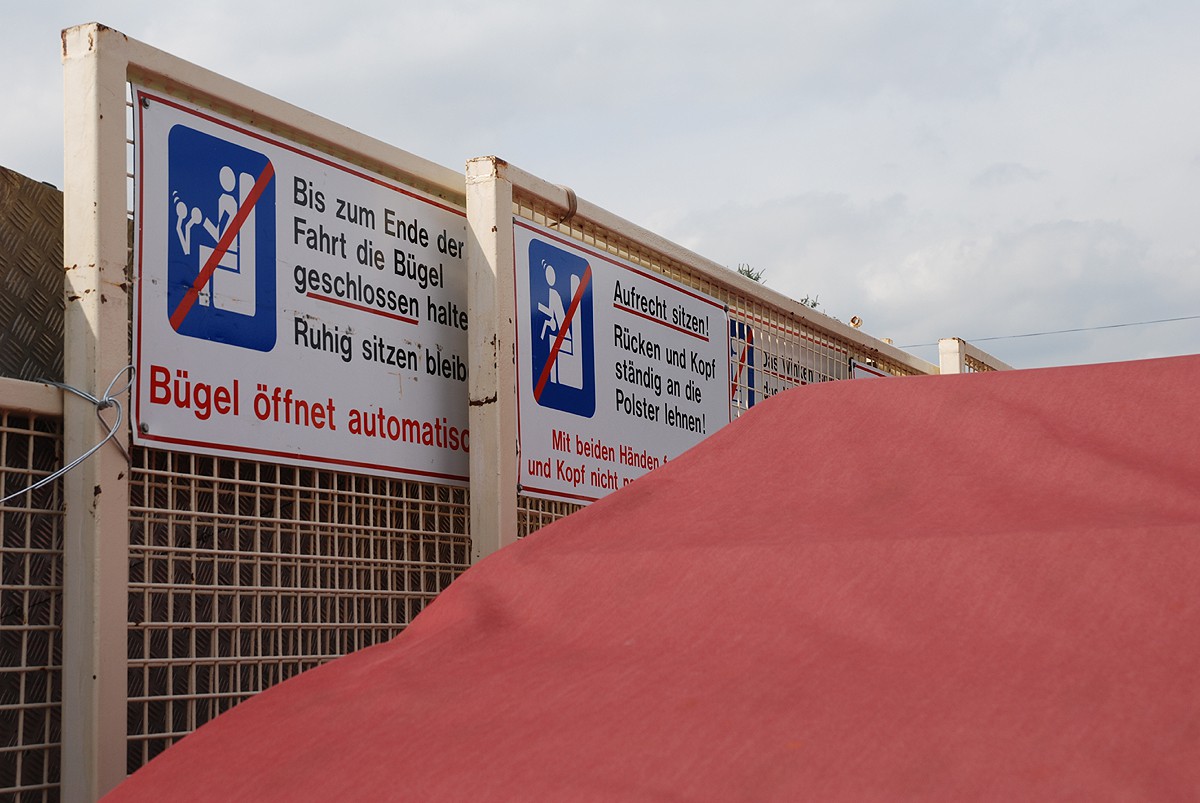 Bis zum Ende der
Fahrt die Bügel
geschlossen halte
Ruhig sitzen bleib
Bügel öffnet automatisc
Aufrecht sitzen!
Rücken und Kopf
ständig an die
Polster lehnen!
Mit beiden Händen f
und Kopf nicht n